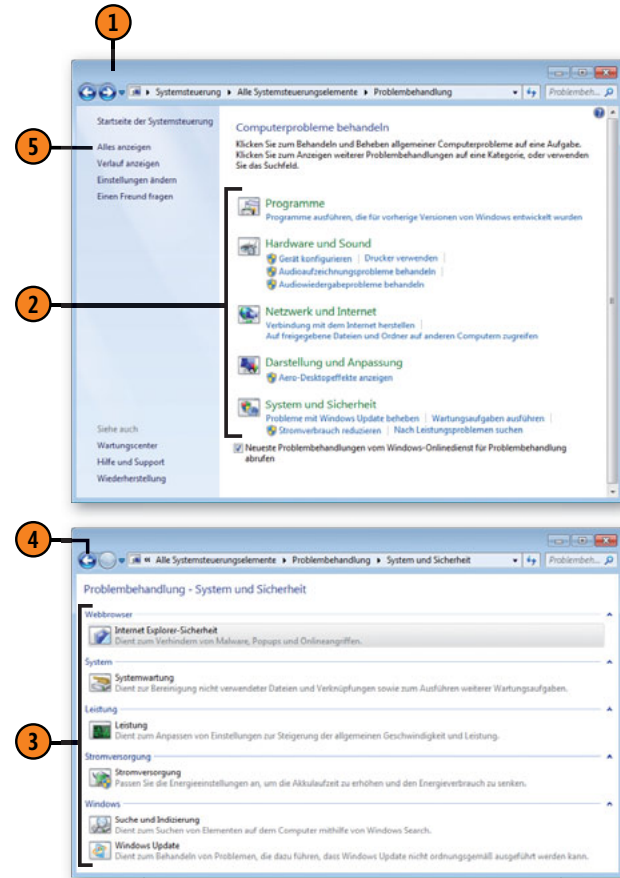 1
Systemsteuerung Alle Systemsteuerungselemente Problembehandlung
Problembeh...
Startseite der Systemsteuerung
5
Alles anzeigen
Verlauf anzeigen
Einstellungen ändern
Einen Freund fragen
Computerprobleme behandeln
Klicken Sie zum Behandeln und Beheben allgemeiner Computerprobleme auf eine Aufgabe.
Klicken Sie zum Anzeigen weiterer Problembehandlungen auf eine Kategorie, oder verwenden
Sie das Suchfeld.
2
Programme
Programme ausführen, die für vorherige Versionen von Windows entwickelt wurden
Hardware und Sound
Gerät konfigurieren | Drucker verwenden |
Audioaufzeichnungsprobleme behandeln |
Audiowiedergabeprobleme behandeln
Netzwerk und Internet
Verbindung mit dem Internet herstellen |
Auf freigegebene Dateien und Ordner auf anderen Computern zugreifen
Darstellung und Anpassung
Aero-Desktopeffekte anzeigen
System und Sicherheit
Probleme mit Windows Update beheben | Wartungsaufgaben ausführen |
Stromverbrauch reduzieren | Nach Leistungsproblemen suchen
Neueste Problembehandlungen vom Windows-Onlinedienst für Problembehandlung
abrufen
Siehe auch
Wartungscenter
Hilfe und Support
Wiederherstellung
4
« Alle Systemsteuerungselemente Problembehandlung System und Sicherheit
Problembeh...
Problembehandlung - System und Sicherheit
3
Webbrowser
Internet Explorer-Sicherheit
Dient zum Verhindern von Malware, Popups und Onlineangriffen.
System
Systemwartung
Dient zur Bereinigung nicht verwendeter Dateien und Verknüpfungen sowie zum Ausführen weiterer Wartungsaufgaben.
Leistung
Leistung
Dient zum Anpassen von Einstellungen zur Steigerung der allgemeinen Geschwindigkeit und Leistung.
Stromversorgung
Stromversorgung
Passen Sie die Energieeinstellungen an, um die Akkulaufzeit zu erhöhen und den Energieverbrauch zu senken.
Windows
Suche und Indizierung
Dient zum Suchen von Elementen auf dem Computer mithilfe von Windows Search.
Windows Update
Dient zum Behandeln von Problemen, die dazu führen, dass Windows Update nicht ordnungsgemäß ausgeführt werden kann.